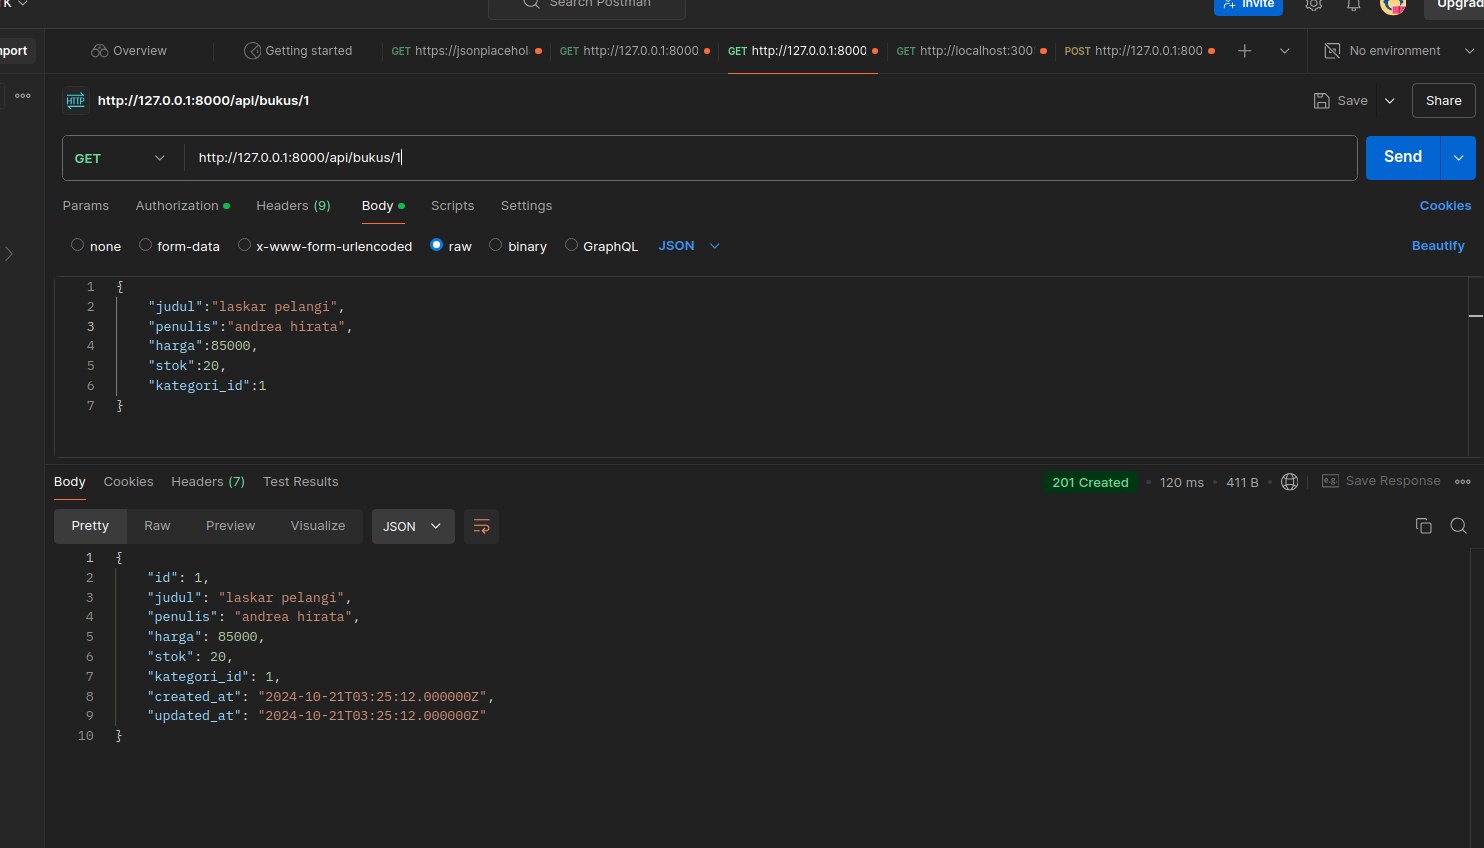 Search Postman
Invite
Upgrad
port
Overview
Getting started
GET https://jsonplacehol
GET http://127.0.0.1:8000
GET http://127.0.0.1:8000
GET http://localhost:300
POST http://127.0.0.1:800
No environment
HTTP
http://127.0.0.1:8000/api/bukus/1
Save
Share
GET
http://127.0.0.1:8000/api/bukus/1
Send
Params
Authorization
Headers (9)
Body
Scripts
Settings
Cookies
none
form-data
x-www-form-urlencoded
raw
binary
GraphQL
JSON
Beautify
1 {
2 "judul":"laskar pelangi",
3 "penulis":"andrea hirata",
4 "harga":85000,
5 "stok":20,
6 "kategori_id":1
7 }
Body
Cookies
Headers (7)
Test Results
201 Created
120 ms
411 B
e.g.
Save Response
Pretty
Raw
Preview
Visualize
JSON
1 {
2 "id": 1,
3 "judul": "laskar pelangi",
4 "penulis": "andrea hirata",
5 "harga": 85000,
6 "stok": 20,
7 "kategori_id": 1,
8 "created_at": "2024-10-21T03:25:12.000000Z",
9 "updated_at": "2024-10-21T03:25:12.000000Z"
10 }